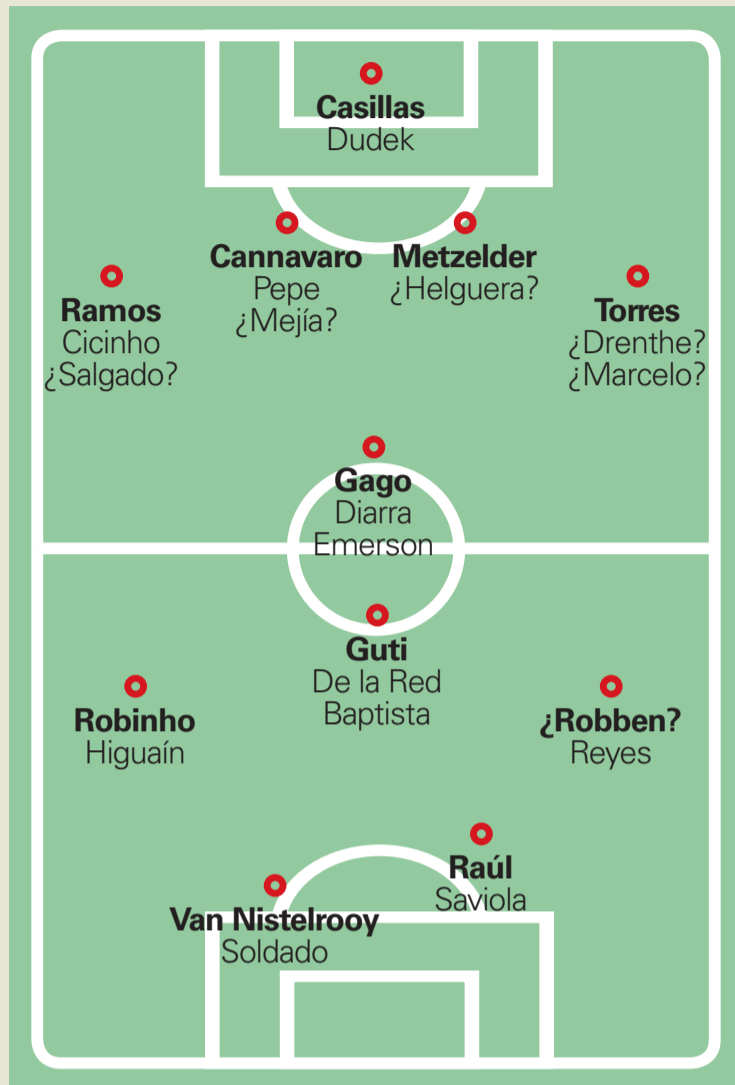 Casillas
Dudek
Cannavaro
Pepe
¿Mejía?
Metzelder
¿Helguera?
Ramos
Cicinho
¿Salgado?
Torres
¿Drenthe?
¿Marcelo?
Gago
Diarra
Emerson
Guti
De la Red
Baptista
Robinho
Higuaín
¿Robben?
Reyes
Raúl
Saviola
Van Nistelrooy
Soldado